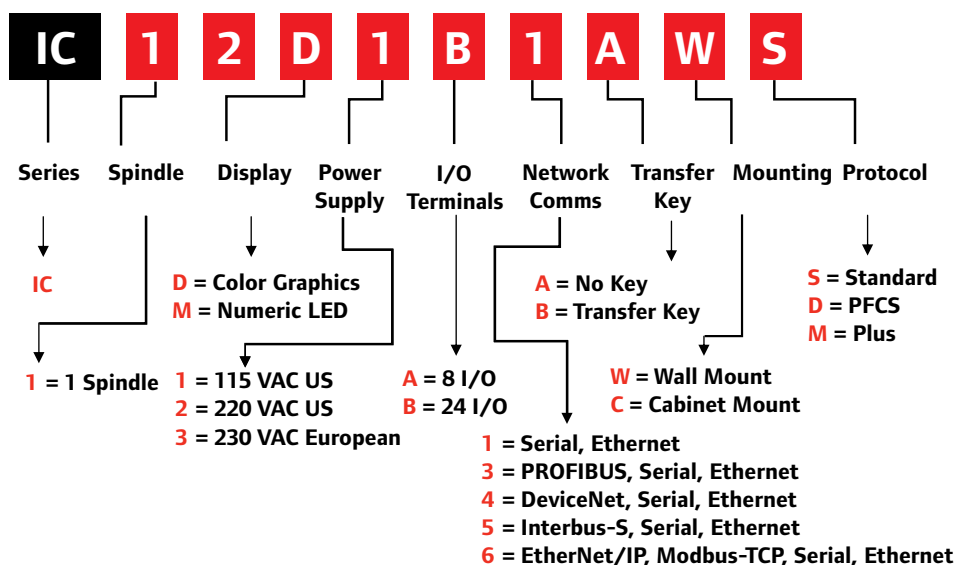 IC 1 2 D 1 B 1 A W S
Series Spindle Display Power Supply I/O Terminals Network Comms Transfer Key Mounting Protocol
IC
1 = 1 Spindle
D = Color Graphics
M = Numeric LED
1 = 115 VAC US
2 = 220 VAC US
3 = 230 VAC European
A = 8 I/O
B = 24 I/O
1 = Serial, Ethernet
3 = PROFIBUS, Serial, Ethernet
4 = DeviceNet, Serial, Ethernet
5 = Interbus-S, Serial, Ethernet
6 = EtherNet/IP, Modbus-TCP, Serial, Ethernet
A = No Key
B = Transfer Key
W = Wall Mount
C = Cabinet Mount
S = Standard
D = PFCS
M = Plus